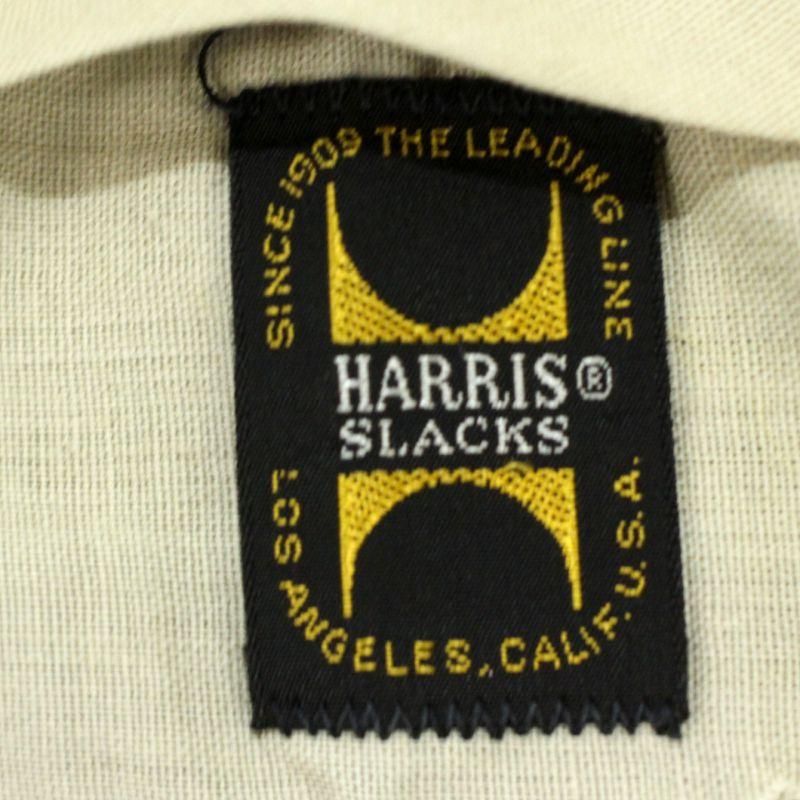 SINCE 1909 THE LEADING LINE
HARRIS®
SLACKS
LOS ANGELES, CALIF. U.S.A.